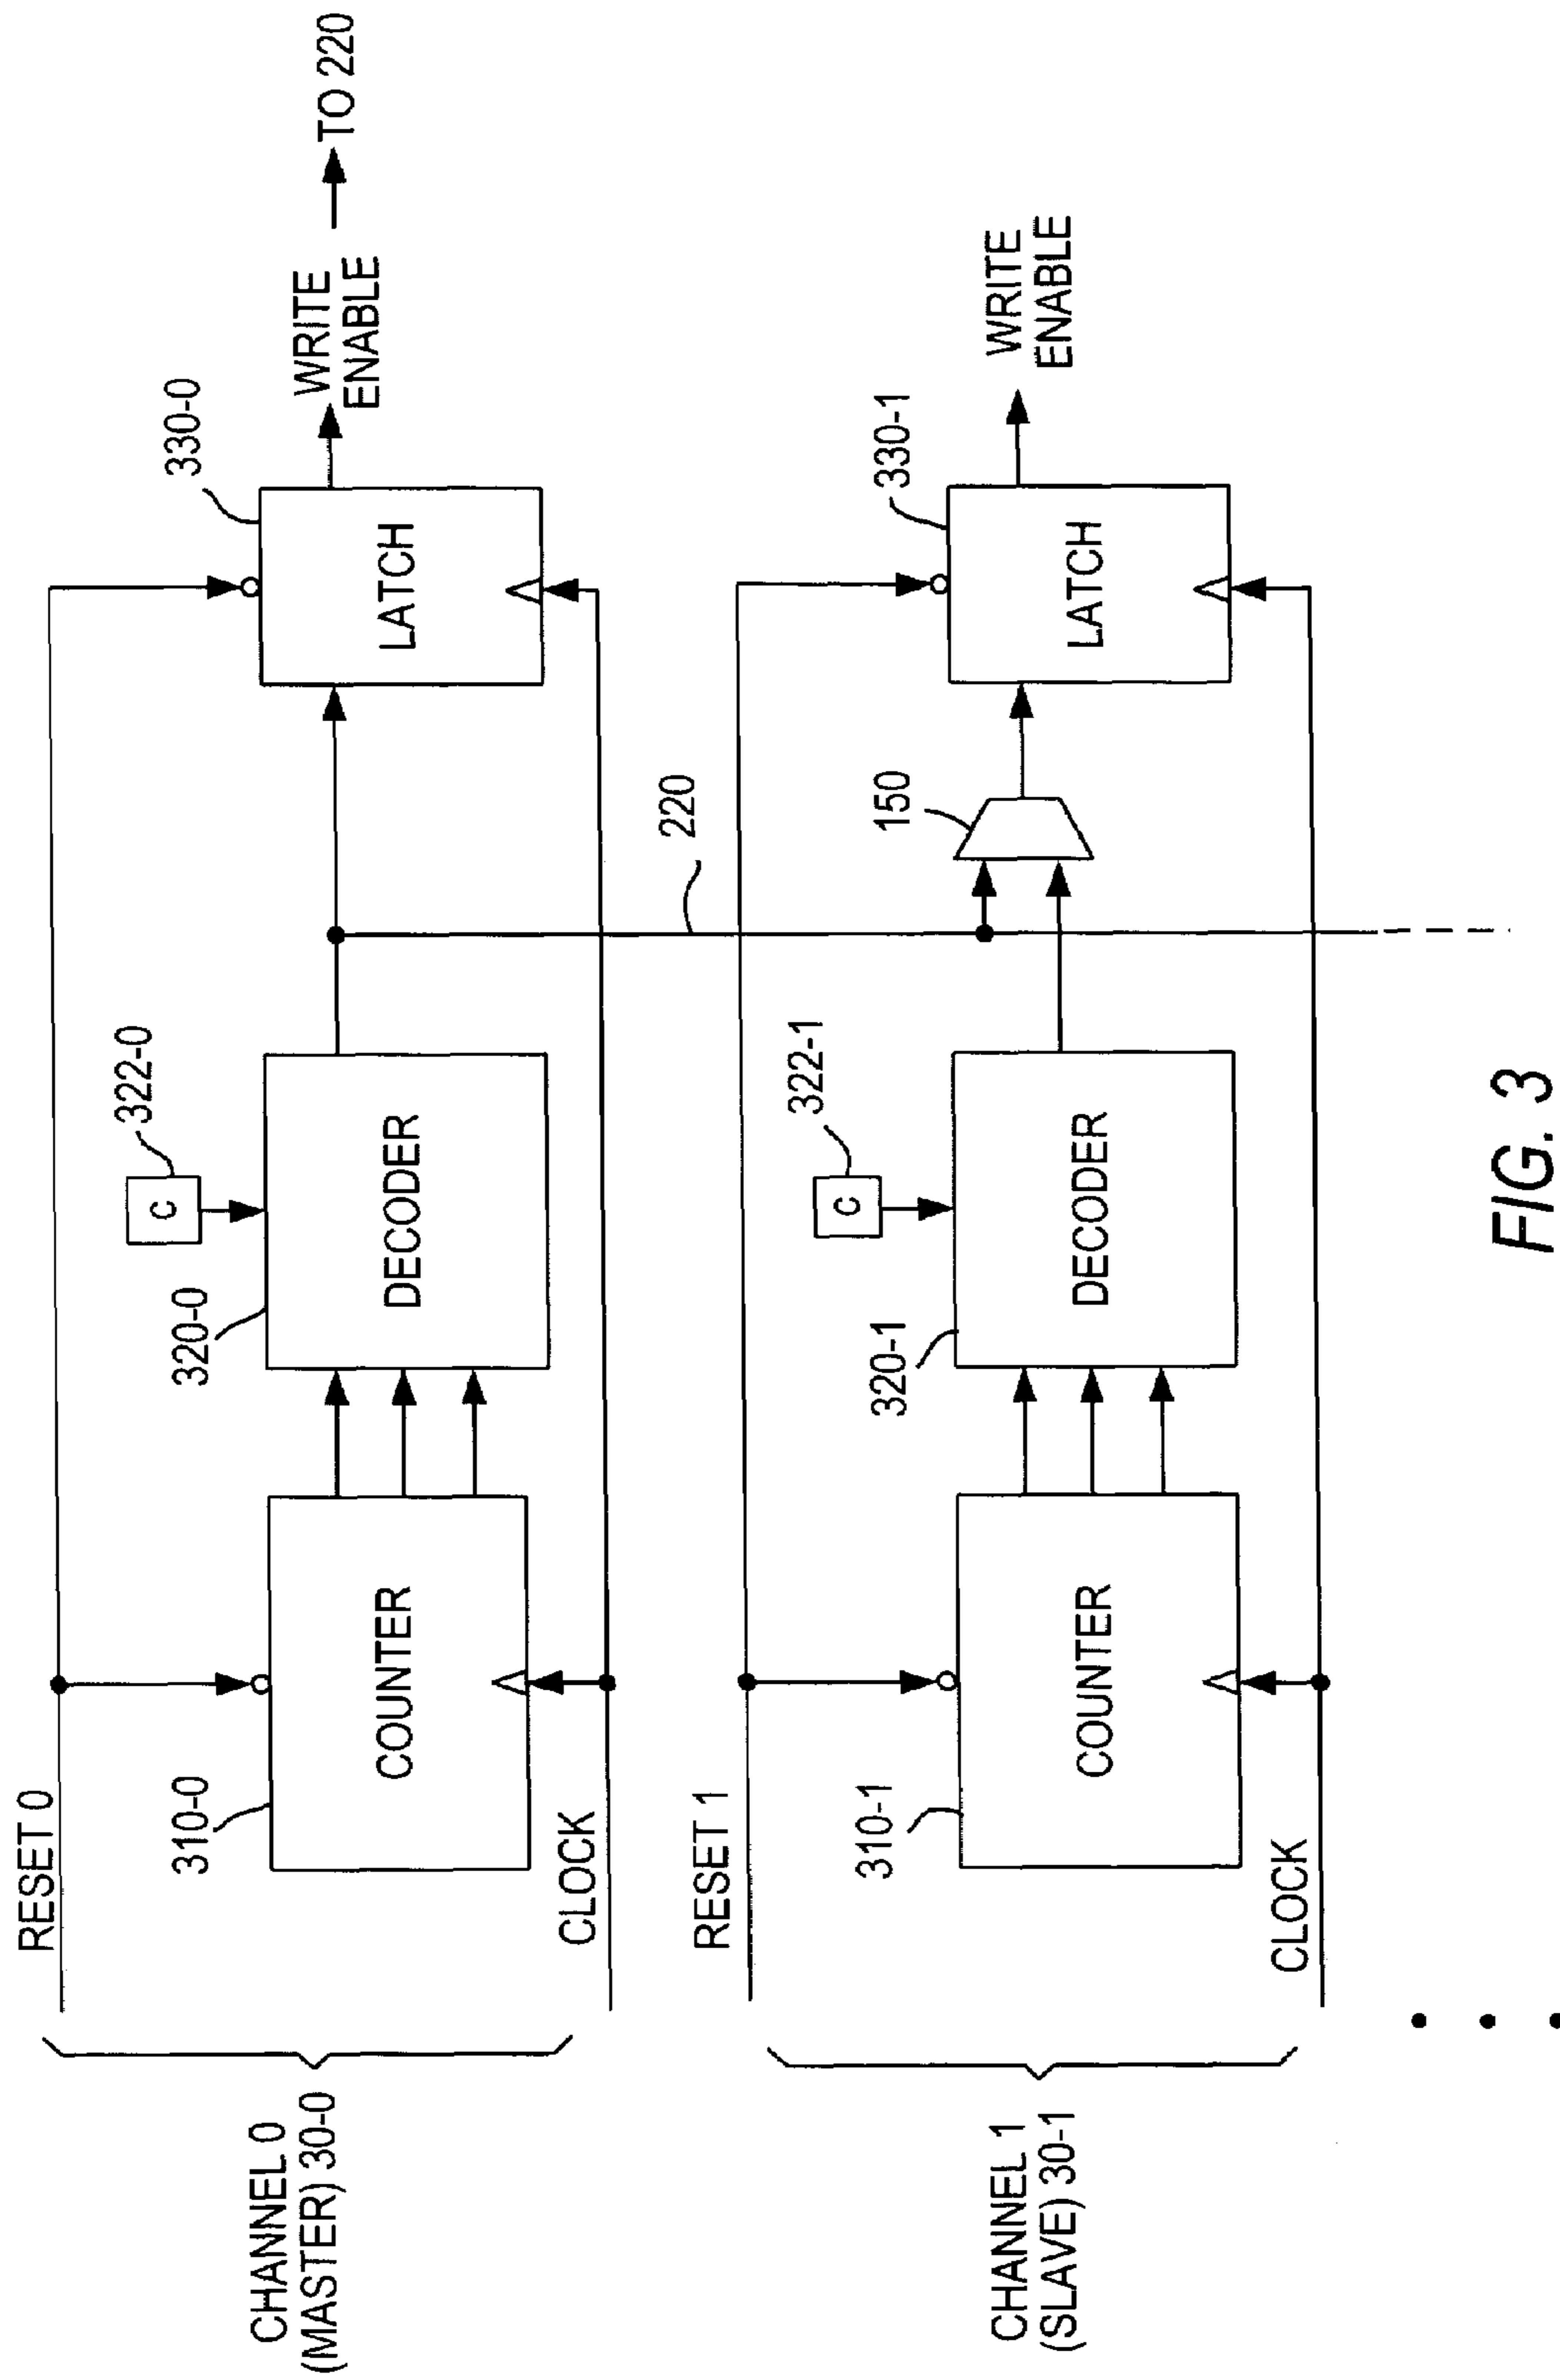 RESET 0
310-0
COUNTER
CLOCK
320-0
DECODER
C
322-0
330-0
LATCH
WRITE
ENABLE
TO 220
CHANNEL 0
(MASTER) 30-0
220
RESET 1
310-1
COUNTER
CLOCK
320-1
DECODER
C
322-1
150
330-1
LATCH
WRITE
ENABLE
CHANNEL 1
(SLAVE) 30-1
FIG. 3